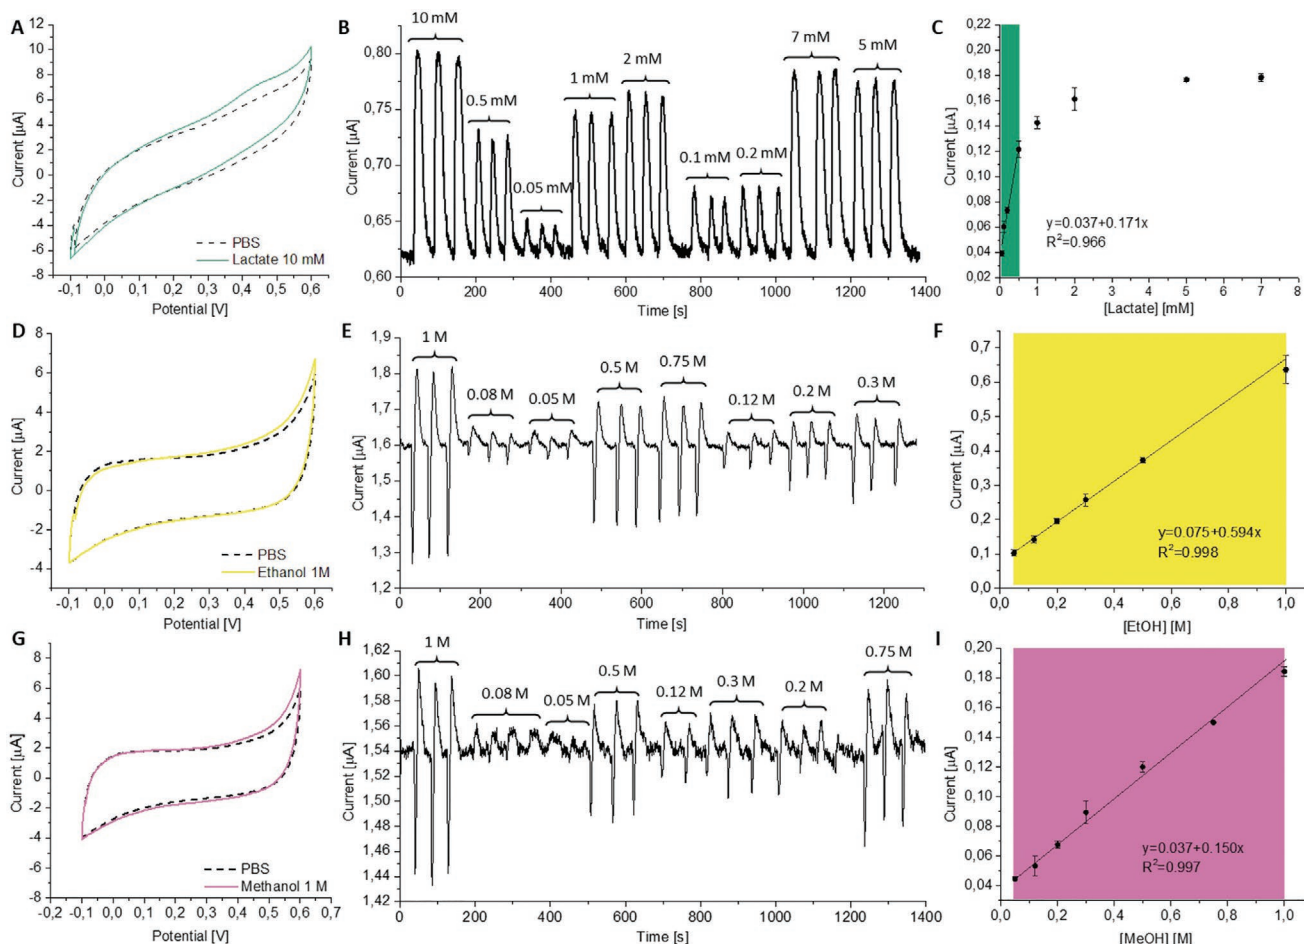 A
12
10
8
6
4
2
0
-2
-4
-6
-8
Current [µA]
-0,1 0,0 0,1 0,2 0,3 0,4 0,5 0,6
Potential [V]
PBS
Lactate 10 mM
B
0,80
0,75
0,70
0,65
0,60
Current [µA]
0 200 400 600 800 1000 1200 1400
Time [s]
10 mM
0.5 mM
0.05 mM
1 mM
2 mM
0.1 mM
0.2 mM
7 mM
5 mM
C
0,22
0,20
0,18
0,16
0,14
0,12
0,10
0,08
0,06
0,04
0,02
Current [µA]
0 1 2 3 4 5 6 7 8
[Lactate] [mM]
y=0.037+0.171x
R²=0.966
D
8
6
4
2
0
-2
-4
Current [µA]
-0,1 0,0 0,1 0,2 0,3 0,4 0,5 0,6
Potential [V]
PBS
Ethanol 1M
E
1,9
1,8
1,7
1,6
1,5
1,4
1,3
1,2
Current [µA]
0 200 400 600 800 1000 1200
Time [s]
1 M
0.08 M
0.05 M
0.5 M
0.75 M
0.12 M
0.2 M
0.3 M
F
0,7
0,6
0,5
0,4
0,3
0,2
0,1
0,0
Current [µA]
0,0 0,2 0,4 0,6 0,8 1,0
[EtOH] [M]
y=0.075+0.594x
R²=0.998
G
8
6
4
2
0
-2
-4
-6
-8
Current [µA]
-0,2 -0,1 0,0 0,1 0,2 0,3 0,4 0,5 0,6 0,7
Potential [V]
PBS
Methanol 1 M
H
1,62
1,60
1,58
1,56
1,54
1,52
1,50
1,48
1,46
1,44
1,42
Current [µA]
0 200 400 600 800 1000 1200 1400
Time [s]
1 M
0.08 M
0.05 M
0.5 M
0.12 M
0.3 M
0.2 M
0.75 M
I
0,20
0,18
0,16
0,14
0,12
0,10
0,08
0,06
0,04
Current [µA]
0,0 0,2 0,4 0,6 0,8 1,0
[MeOH] [M]
y=0.037+0.150x
R²=0.997